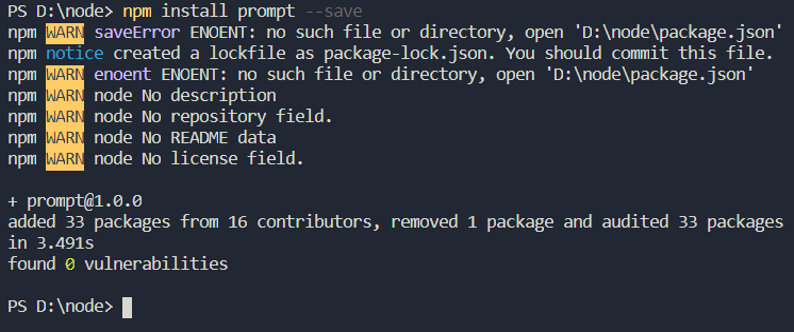 PS D:\node> npm install prompt --save
npm WARN saveError ENOENT: no such file or directory, open 'D:\node\package.json'
npm notice created a lockfile as package-lock.json. You should commit this file.
npm WARN enoent ENOENT: no such file or directory, open 'D:\node\package.json'
npm WARN node No description
npm WARN node No repository field.
npm WARN node No README data
npm WARN node No license field.
+ prompt@1.0.0
added 33 packages from 16 contributors, removed 1 package and audited 33 packages
in 3.491s
found 0 vulnerabilities
PS D:\node>